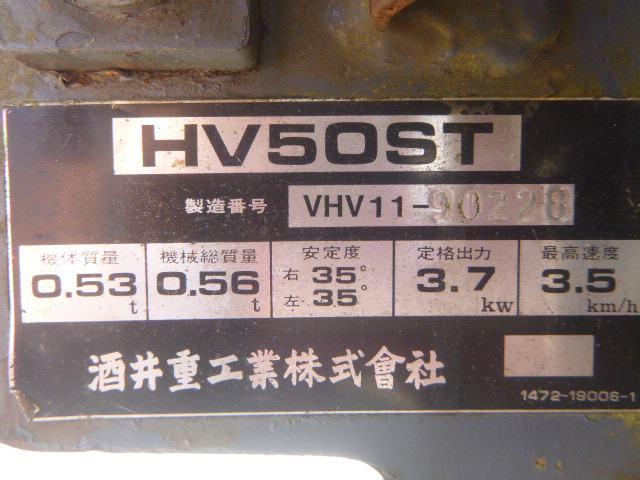 HV50ST
製造番号 VHV11-90228
機体質量 機械総質量 安定度 定格出力 最高速度
0.53 t 0.56 t 右 35° 3.7 kw 3.5 km/h
左 35°
酒井重工業株式會社
1472-19006-1